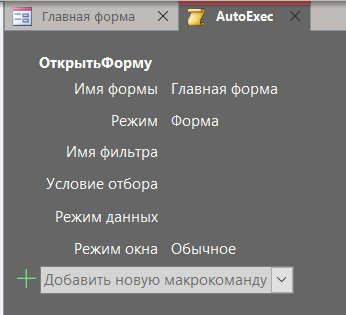 Главная форма AutoExec
ОткрытьФорму
Имя формы Главная форма
Режим Форма
Имя фильтра
Условие отбора
Режим данных
Режим окна Обычное
Добавить новую макрокоманду